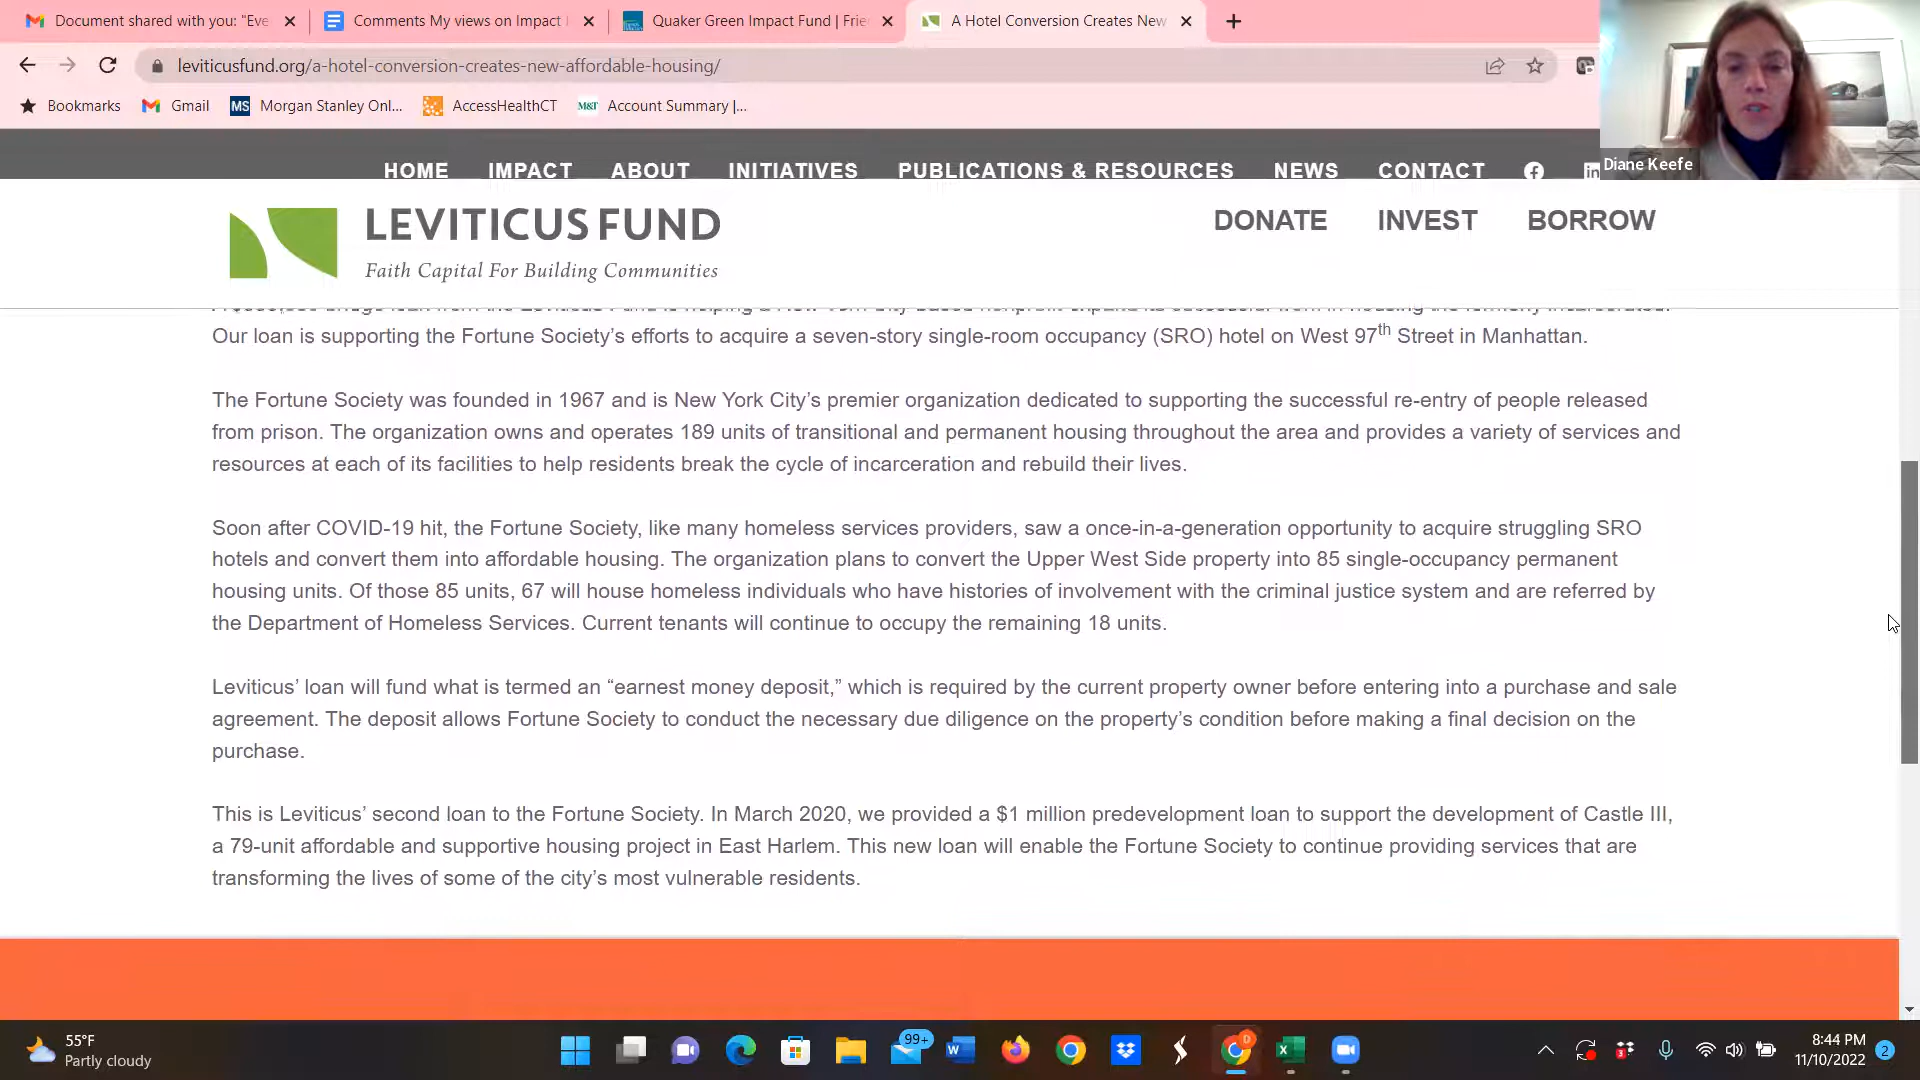 Document shared with you: "Eve
Comments My views on Impact
Quaker Green Impact Fund | Frie
A Hotel Conversion Creates New
leviticusfund.org/a-hotel-conversion-creates-new-affordable-housing/
Bookmarks
Gmail
MS
Morgan Stanley Onl...
AccessHealthCT
M&T
Account Summary |...
Diane Keefe
HOME
IMPACT
ABOUT
INITIATIVES
PUBLICATIONS & RESOURCES
NEWS
CONTACT
LEVITICUS FUND
Faith Capital For Building Communities
DONATE
INVEST
BORROW
Our loan is supporting the Fortune Society’s efforts to acquire a seven-story single-room occupancy (SRO) hotel on West 97th Street in Manhattan.
The Fortune Society was founded in 1967 and is New York City’s premier organization dedicated to supporting the successful re-entry of people released
from prison. The organization owns and operates 189 units of transitional and permanent housing throughout the area and provides a variety of services and
resources at each of its facilities to help residents break the cycle of incarceration and rebuild their lives.
Soon after COVID-19 hit, the Fortune Society, like many homeless services providers, saw a once-in-a-generation opportunity to acquire struggling SRO
hotels and convert them into affordable housing. The organization plans to convert the Upper West Side property into 85 single-occupancy permanent
housing units. Of those 85 units, 67 will house homeless individuals who have histories of involvement with the criminal justice system and are referred by
the Department of Homeless Services. Current tenants will continue to occupy the remaining 18 units.
Leviticus’ loan will fund what is termed an “earnest money deposit,” which is required by the current property owner before entering into a purchase and sale
agreement. The deposit allows Fortune Society to conduct the necessary due diligence on the property’s condition before making a final decision on the
purchase.
This is Leviticus’ second loan to the Fortune Society. In March 2020, we provided a $1 million predevelopment loan to support the development of Castle III,
a 79-unit affordable and supportive housing project in East Harlem. This new loan will enable the Fortune Society to continue providing services that are
transforming the lives of some of the city’s most vulnerable residents.
55°F
Partly cloudy
99+
8:44 PM
11/10/2022
2